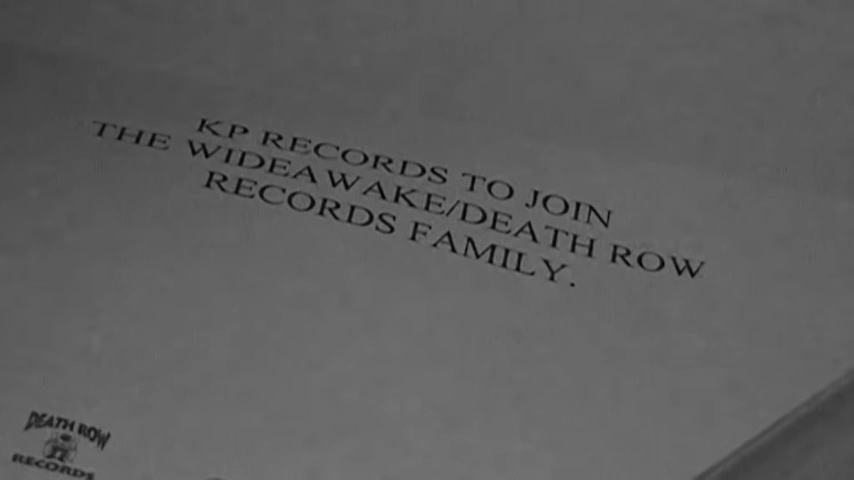 KP RECORDS TO JOIN
THE WIDEAWAKE/DEATH ROW
RECORDS FAMILY.
DEATH ROW
RECORDS